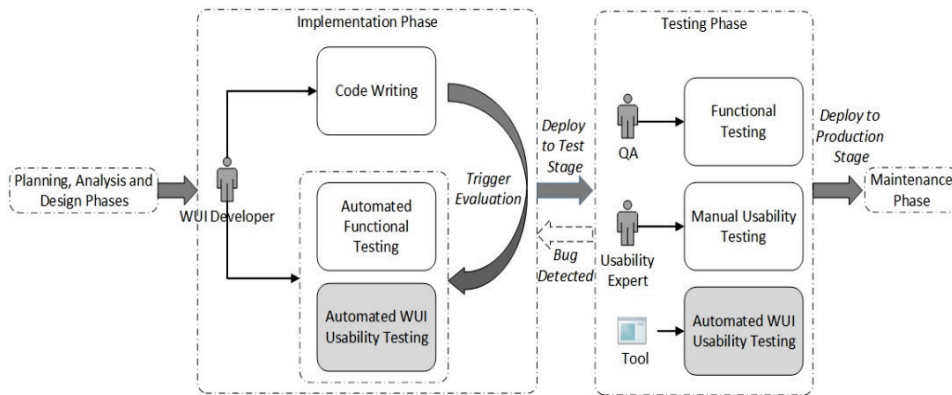 Implementation Phase
Testing Phase
Code Writing
Functional
Testing
Deploy to
Production
Stage
Deploy
to Test
Stage
QA
Planning, Analysis and
Design Phases
WUI Developer
Trigger
Evaluation
Maintenance
Phase
Automated
Functional
Testing
Manual Usability
Testing
Bug
Detected
Usability
Expert
Automated WUI
Usability Testing
Tool
Automated WUI
Usability Testing